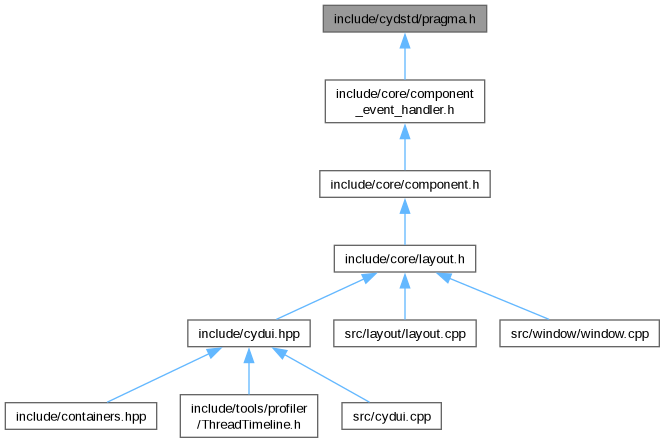 include/cydstd/pragma.h
include/core/component
_event_handler.h
include/core/component.h
include/core/layout.h
include/cydui.hpp
src/layout/layout.cpp
src/window/window.cpp
include/containers.hpp
include/tools/profiler
/ThreadTimeline.h
src/cydui.cpp